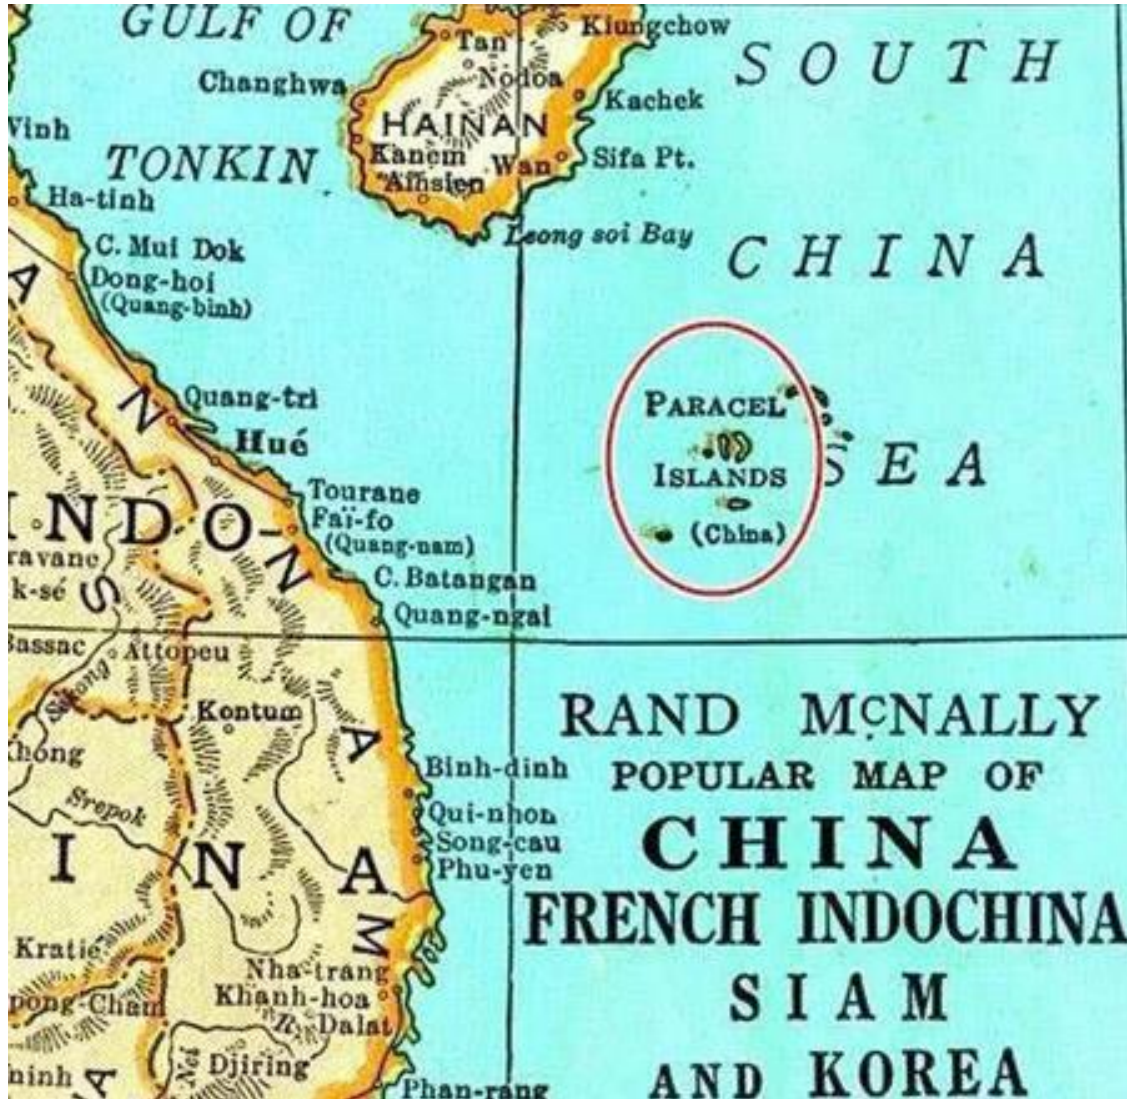 GULF OF
TONKIN
SOUTH
CHINA
SEA
Tan
Kiungchow
Nodoa
Changhwa
Kachek
HAINAN
Kanem
Wan
Sifa Pt.
Leong soi Bay
Vinh
Ha-tinh
C. Mui Dok
Dong-hoi
(Quang-binh)
Quang-tri
Hué
Tourane
Faï-fo
(Quang-nam)
C. Batangan
Quang-ngai
PARACEL
ISLANDS
(China)
INDO-
ANNAM
Attopeu
Kontum
Srepok
Binh-dinh
Qui-nhon
Song-cau
Phu-yen
Kratie
Nha-trang
Khanh-hoa
Dalat
Djiring
Phan-rang
RAND MCNALLY
POPULAR MAP OF
CHINA
FRENCH INDOCHINA
SIAM
AND KOREA